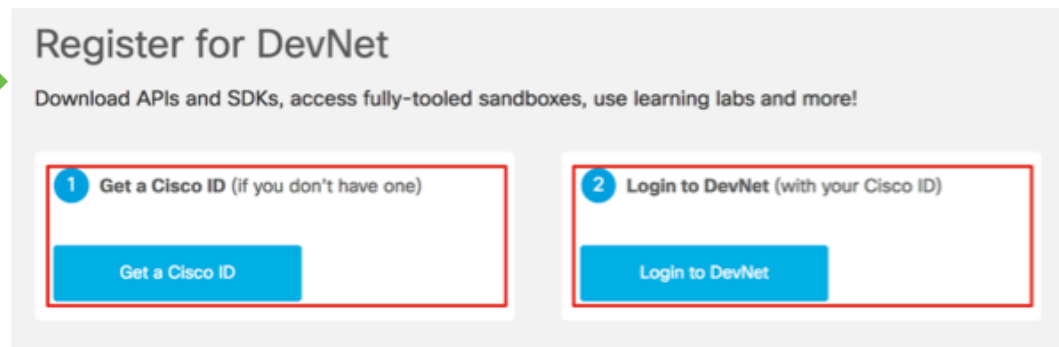 Register for DevNet
Download APIs and SDKs, access fully-tooled sandboxes, use learning labs and more!
1 Get a Cisco ID (if you don't have one)
Get a Cisco ID
2 Login to DevNet (with your Cisco ID)
Login to DevNet